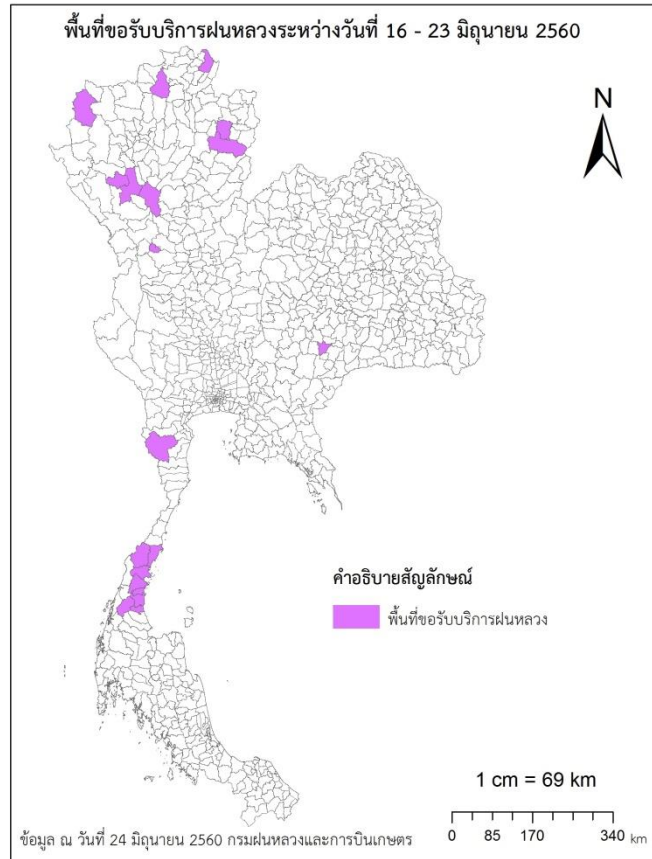 พื้นที่ขอรับบริการฝนหลวงระหว่างวันที่ 16 - 23 มิถุนายน 2560
N
คำอธิบายสัญลักษณ์
พื้นที่ขอรับบริการฝนหลวง
1 cm = 69 km
ข้อมูล ณ วันที่ 24 มิถุนายน 2560 กรมฝนหลวงและการบินเกษตร
0 85 170 340 km